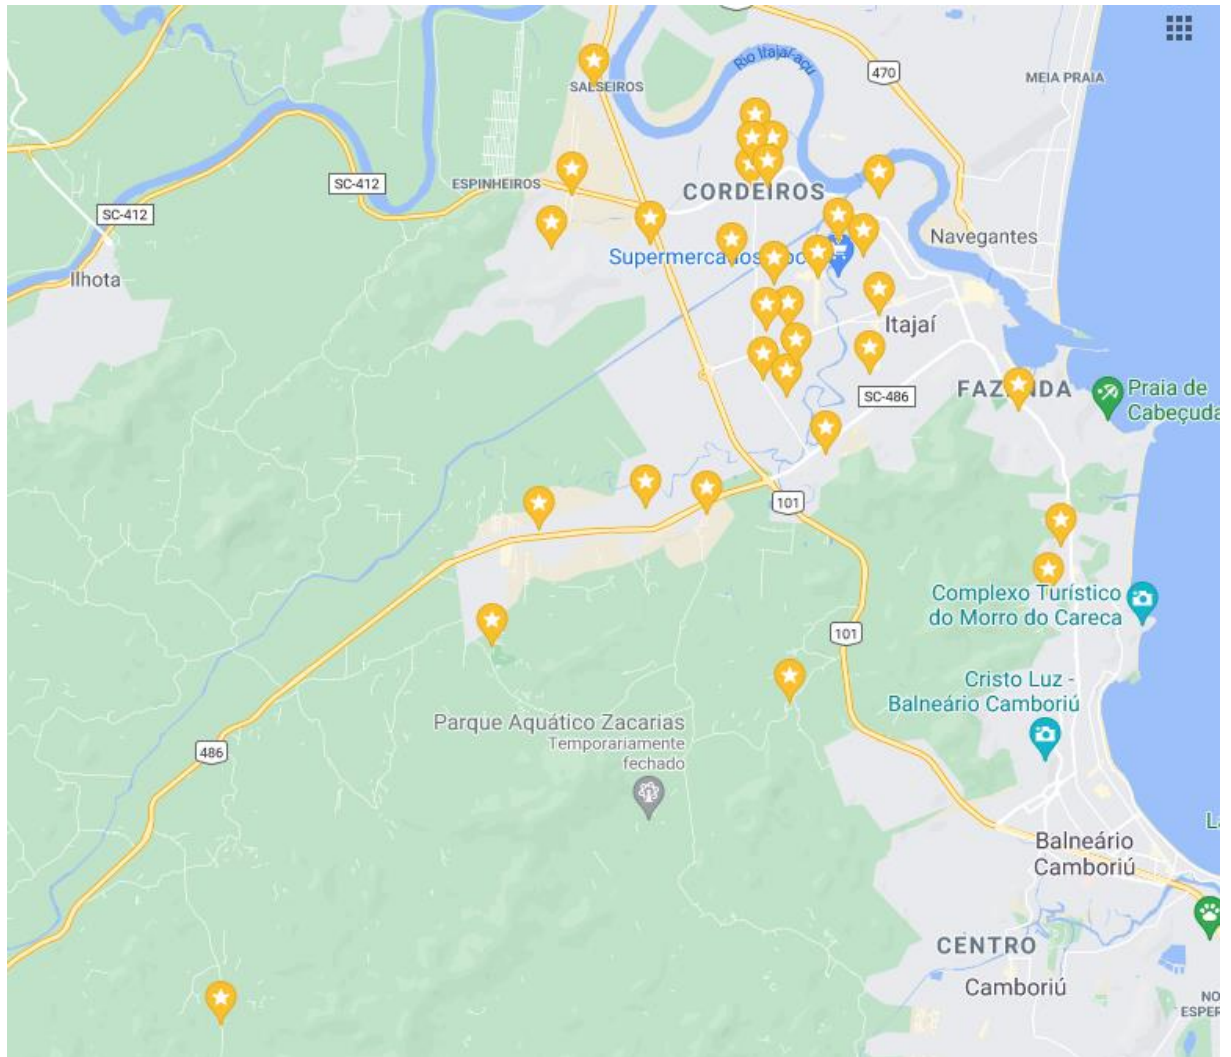 Rio Itajaí-açu
470
MEIA PRAIA
SALSEIROS
SC-412
ESPINHEIROS
CORDEIROS
SC-412
Navegantes
Supermercados
Ilhota
Itajaí
SC-486
FAZENDA
Praia de
Cabeçuda
101
Complexo Turístico
do Morro do Careca
101
Cristo Luz -
Balneário Camboriú
Parque Aquático Zacarias
Temporariamente
fechado
486
Balneário
Camboriú
CENTRO
Camboriú